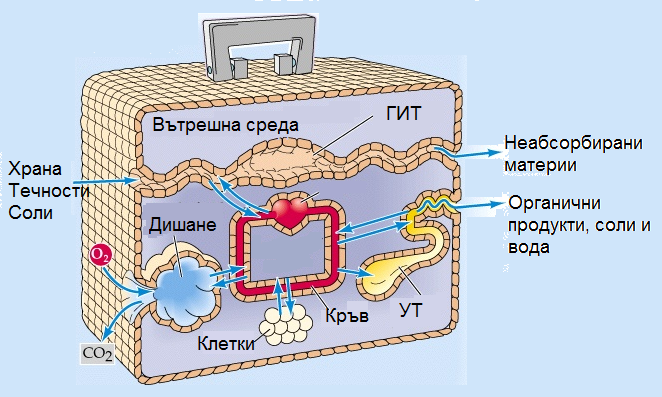 ГИТ
Вътрешна среда
Неабсорбирани
материи
Храна
Течности
Соли
Органични
продукти, соли и
вода
Дишане
O2
УТ
Кръв
Клетки
CO2